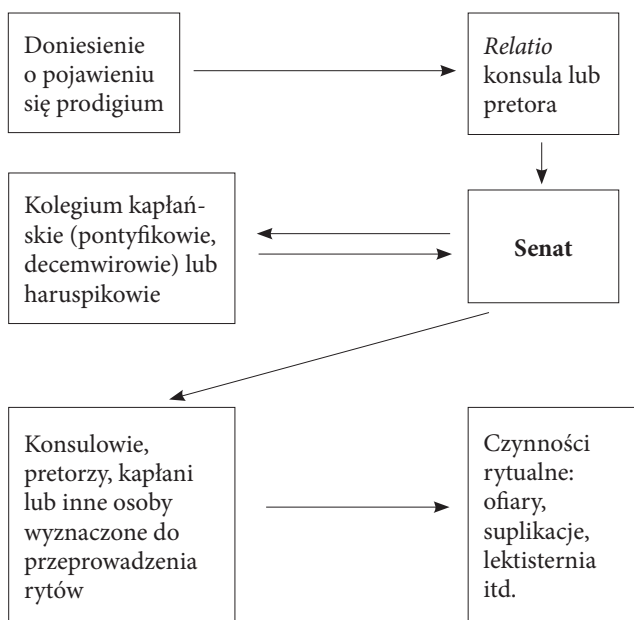 Doniesienie
o pojawieniu
się prodigium
Relatio
konsula lub
pretora
Kolegium kapłań-
skie (pontyfikowie,
decemwirowie) lub
haruspikowie
Senat
Konsulowie,
pretorzy, kapłani
lub inne osoby
wyznaczone do
przeprowadzenia
rytów
Czynności
rytualne:
ofiary,
suplikacje,
lektisternia
itd.